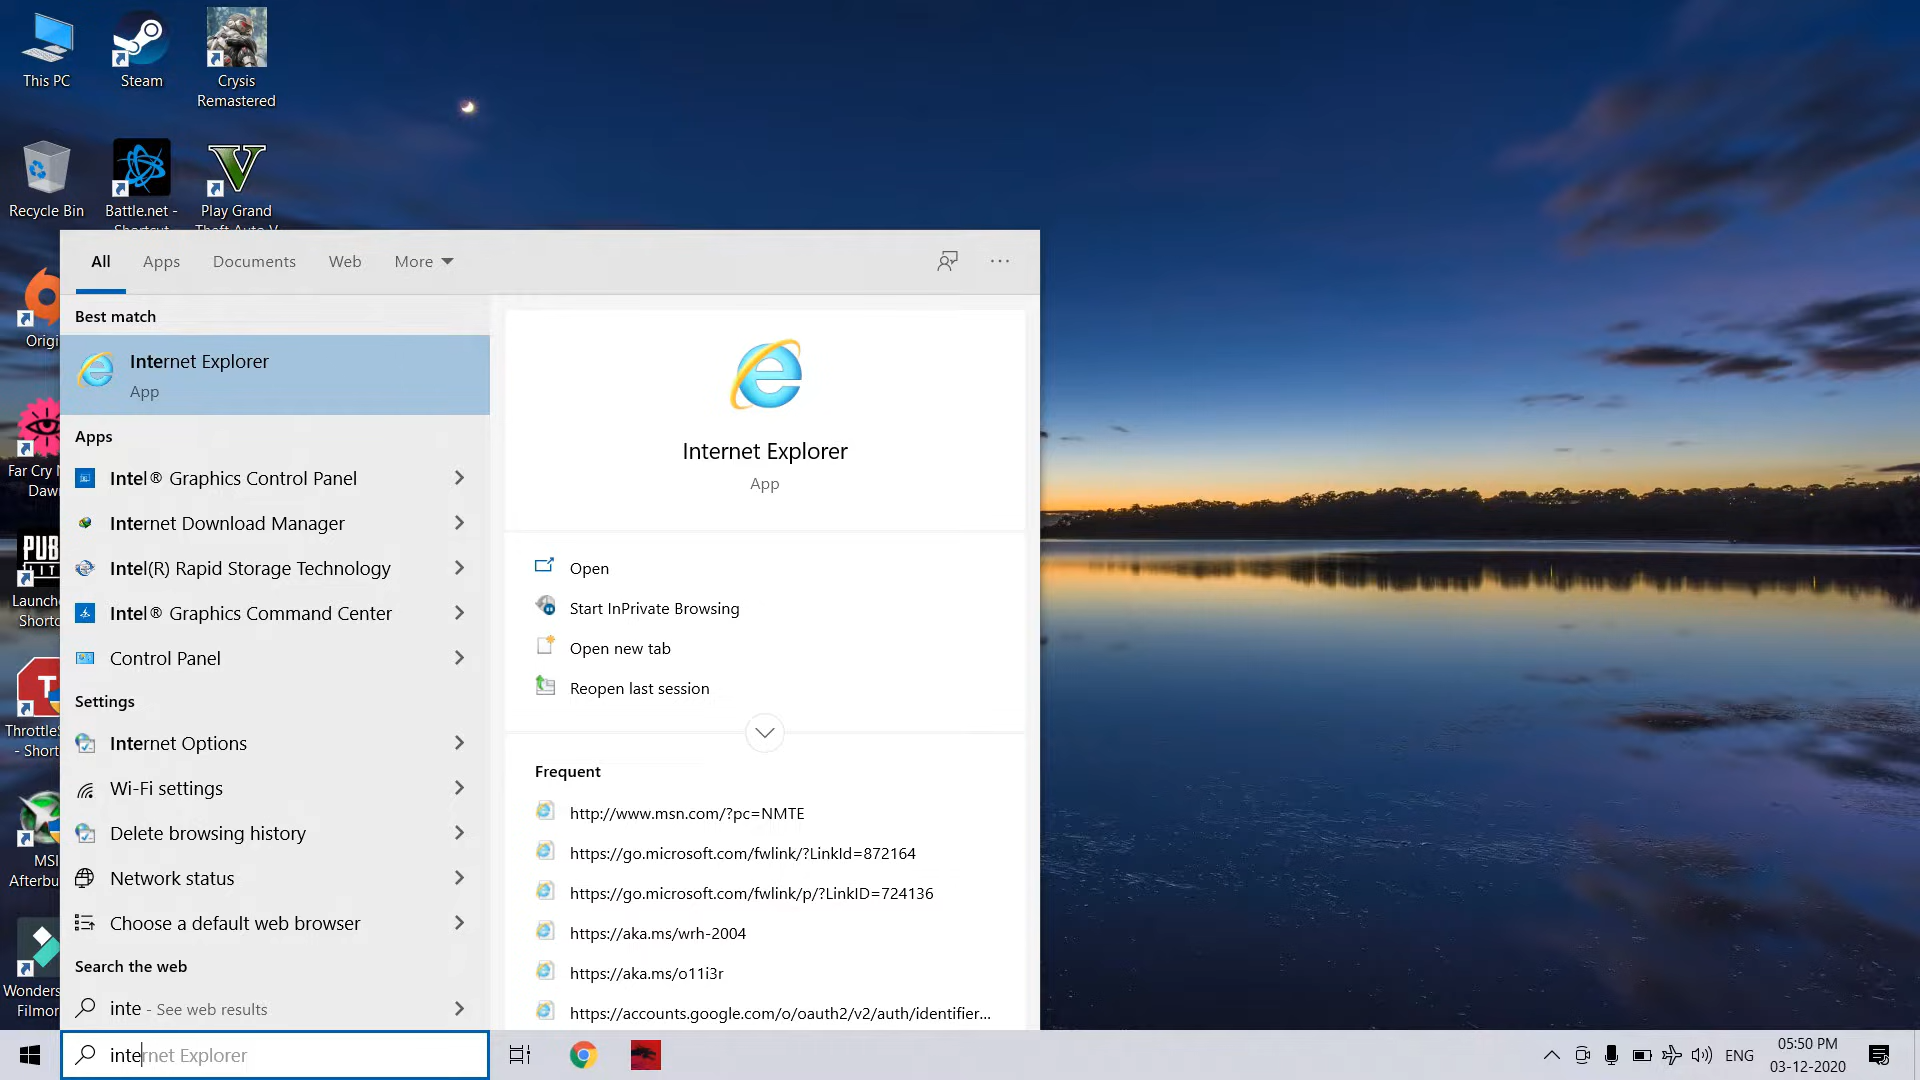 This PC
Steam
Crysis
Remastered
Recycle Bin
Battle.net -
Shortcut
Play Grand
Theft Auto V
Origi
Far Cry N
Dawn
PUB
LIT
Launche
Shortc
ThrottleS
- Short
MSI
Afterbu
Wonders
Filmor
All
Apps
Documents
Web
More
Best match
Internet Explorer
App
Apps
Intel® Graphics Control Panel
Internet Download Manager
Intel(R) Rapid Storage Technology
Intel® Graphics Command Center
Control Panel
Settings
Internet Options
Wi-Fi settings
Delete browsing history
Network status
Choose a default web browser
Search the web
inte - See web results
Internet Explorer
App
Open
Start InPrivate Browsing
Open new tab
Reopen last session
Frequent
http://www.msn.com/?pc=NMTE
https://go.microsoft.com/fwlink/?LinkId=872164
https://go.microsoft.com/fwlink/p/?LinkID=724136
https://aka.ms/wrh-2004
https://aka.ms/o11i3r
https://accounts.google.com/o/oauth2/v2/auth/identifier...
internet Explorer
ENG
05:50 PM
03-12-2020